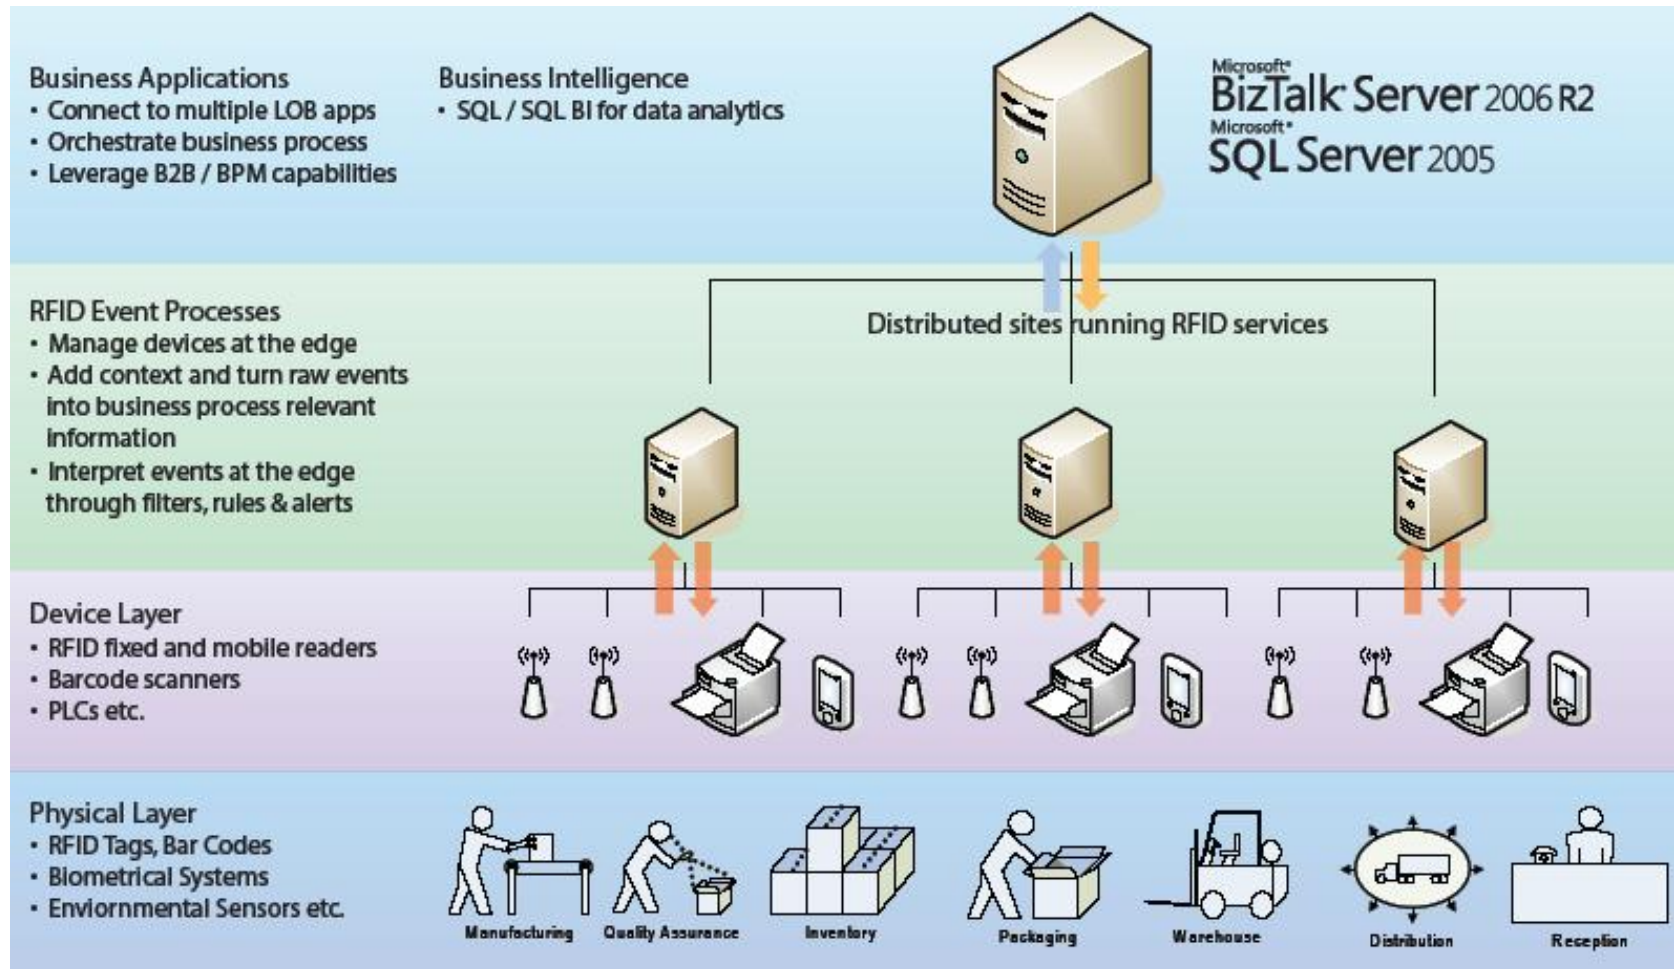 Business Applications
• Connect to multiple LOB apps
• Orchestrate business process
• Leverage B2B / BPM capabilities
Business Intelligence
• SQL / SQL BI for data analytics
Microsoft®
BizTalk® Server 2006 R2
Microsoft®
SQL Server 2005
RFID Event Processes
• Manage devices at the edge
• Add context and turn raw events
into business process relevant
information
• Interpret events at the edge
through filters, rules & alerts
Distributed sites running RFID services
Device Layer
• RFID fixed and mobile readers
• Barcode scanners
• PLCs etc.
Physical Layer
• RFID Tags, Bar Codes
• Biometrical Systems
• Enviornmental Sensors etc.
Manufacturing
Quality Assurance
Inventory
Packaging
Warehouse
Distribution
Reception